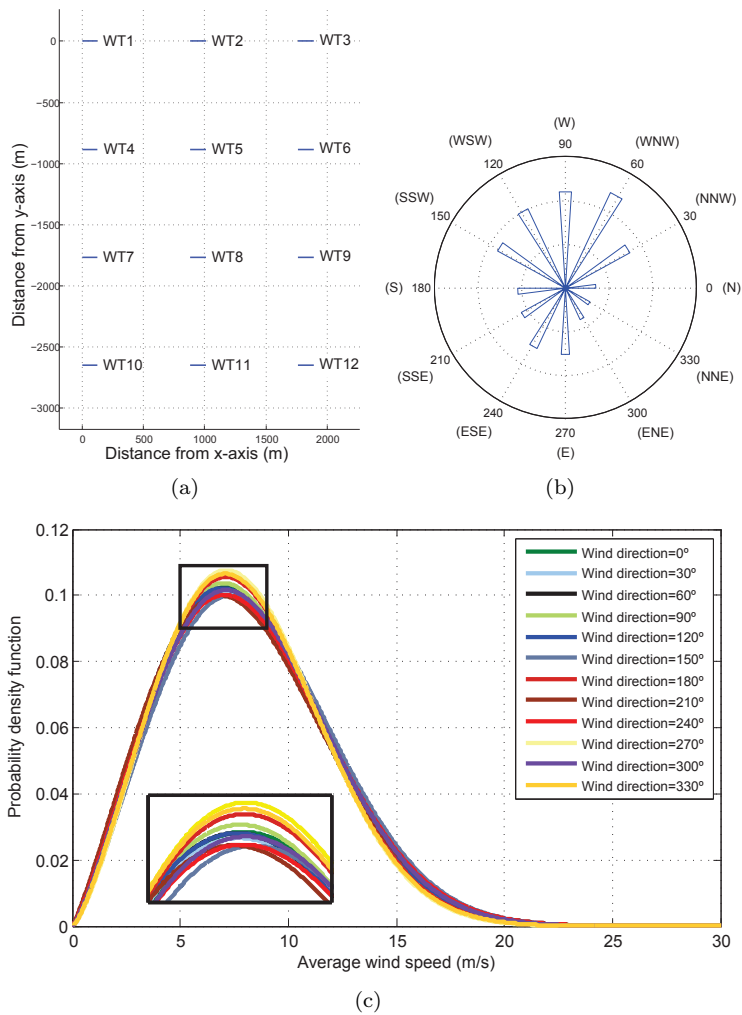 0
WT1
WT2
WT3
−500
−1000
WT4
WT5
WT6
−1500
WT7
WT8
WT9
−2000
−2500
WT10
WT11
WT12
−3000
0
500
1000
1500
2000
Distance from y-axis (m)
Distance from x-axis (m)
(a)
(W)
90
(WNW)
60
(NNW)
30
0 (N)
330
(NNE)
300
(ENE)
270
(E)
240
(ESE)
210
(SSE)
(S) 180
150
(SSW)
120
(WSW)
(b)
0.12
0.1
0.08
0.06
0.04
0.02
0
Probability density function
Wind direction=0º
Wind direction=30º
Wind direction=60º
Wind direction=90º
Wind direction=120º
Wind direction=150º
Wind direction=180º
Wind direction=210º
Wind direction=240º
Wind direction=270º
Wind direction=300º
Wind direction=330º
0
5
10
15
20
25
30
Average wind speed (m/s)
(c)